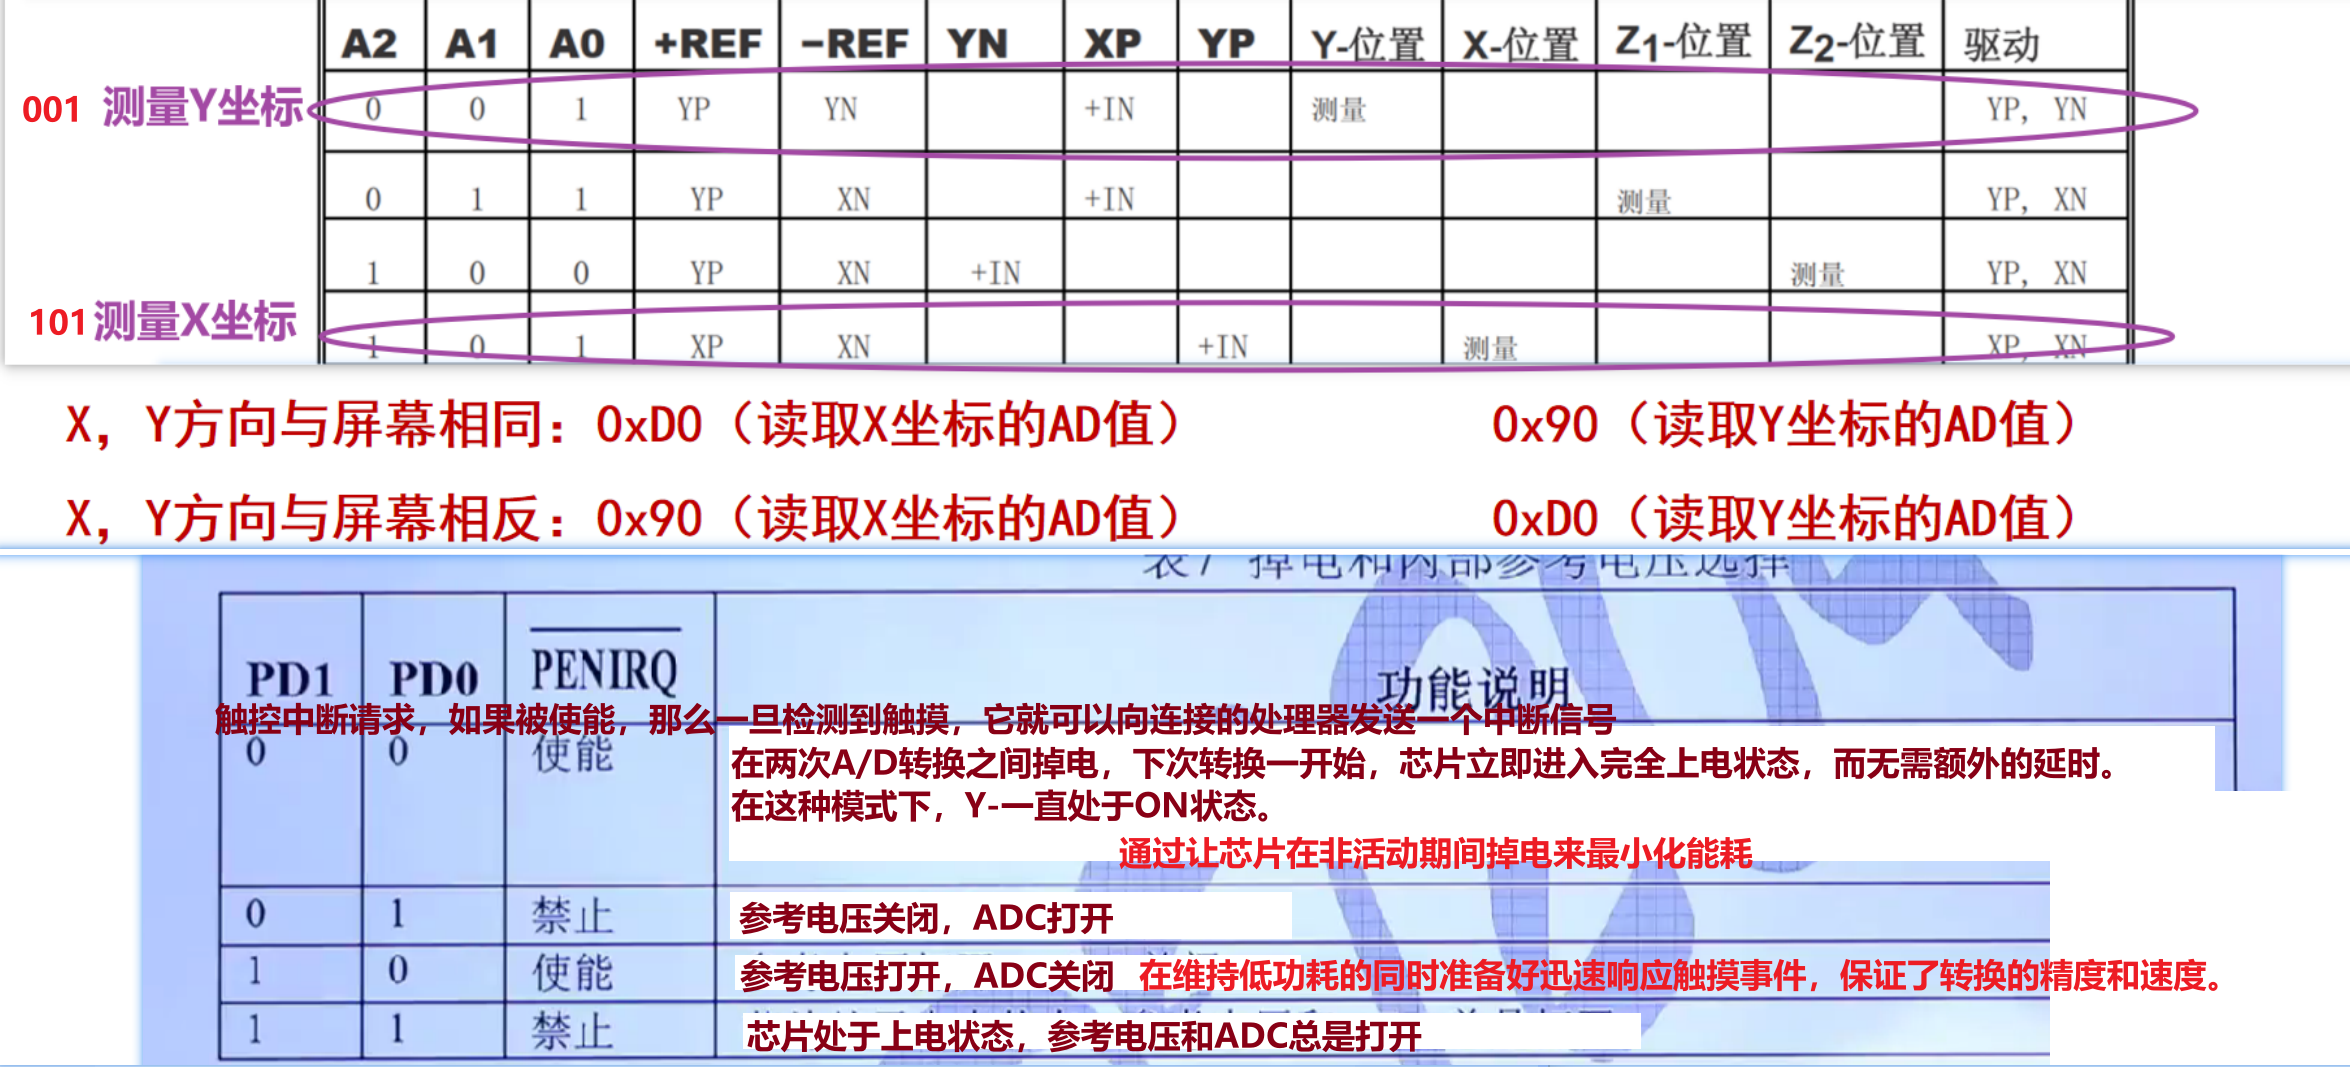 A2 A1 A0 +REF −REF YN XP YP Y-位置 X-位置 Z1-位置 Z2-位置 驱动
001 测量Y坐标 0 0 1 YP YN +IN 测量 YP, YN
0 1 1 YP XN +IN 测量 YP, XN
1 0 0 YP XN +IN 测量 YP, XN
101测量X坐标 1 0 1 XP XN +IN 测量 XP, XN
X，Y方向与屏幕相同：0xD0（读取X坐标的AD值） 0x90（读取Y坐标的AD值）
X，Y方向与屏幕相反：0x90（读取X坐标的AD值） 0xD0（读取Y坐标的AD值）
表7 掉电和内部参考电压选择
PD1 PD0 PENIRQ 功能说明
触控中断请求，如果被使能，那么一旦检测到触摸，它就可以向连接的处理器发送一个中断信号
0 0 使能 在两次A/D转换之间掉电，下次转换一开始，芯片立即进入完全上电状态，而无需额外的延时。
在这种模式下，Y-一直处于ON状态。
通过让芯片在非活动期间掉电来最小化能耗
0 1 禁止 参考电压关闭，ADC打开
1 0 使能 参考电压打开，ADC关闭 在维持低功耗的同时准备好迅速响应触摸事件，保证了转换的精度和速度。
1 1 禁止 芯片处于上电状态，参考电压和ADC总是打开